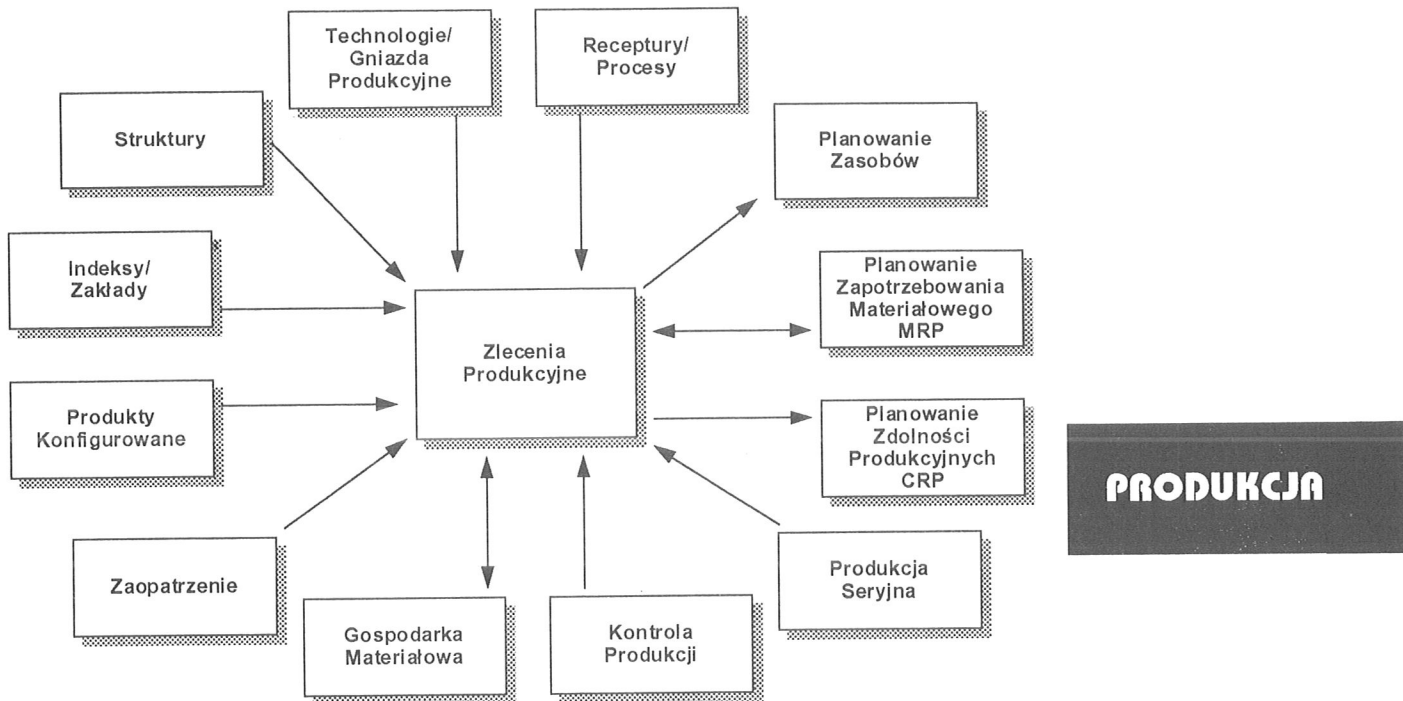 Technologie/
Gniazda
Produkcyjne
Receptury/
Procesy
Struktury
Planowanie
Zasobów
Indeksy/
Zakłady
Planowanie
Zapotrzebowania
Materiałowego
MRP
Zlecenia
Produkcyjne
Produkty
Konfigurowane
Planowanie
Zdolności
Produkcyjnych
CRP
PRODUKCJA
Zaopatrzenie
Gospodarka
Materiałowa
Kontrola
Produkcji
Produkcja
Seryjna